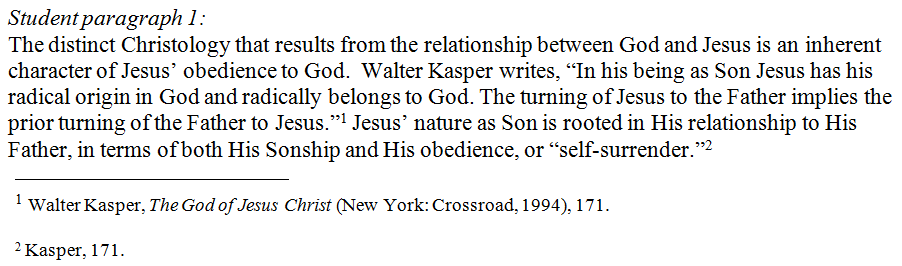 Student paragraph 1:
The distinct Christology that results from the relationship between God and Jesus is an inherent
character of Jesus’ obedience to God.  Walter Kasper writes, “In his being as Son Jesus has his
radical origin in God and radically belongs to God. The turning of Jesus to the Father implies the
prior turning of the Father to Jesus.”1 Jesus’ nature as Son is rooted in His relationship to His
Father, in terms of both His Sonship and His obedience, or “self-surrender.”2
1 Walter Kasper, The God of Jesus Christ (New York: Crossroad, 1994), 171.
2 Kasper, 171.